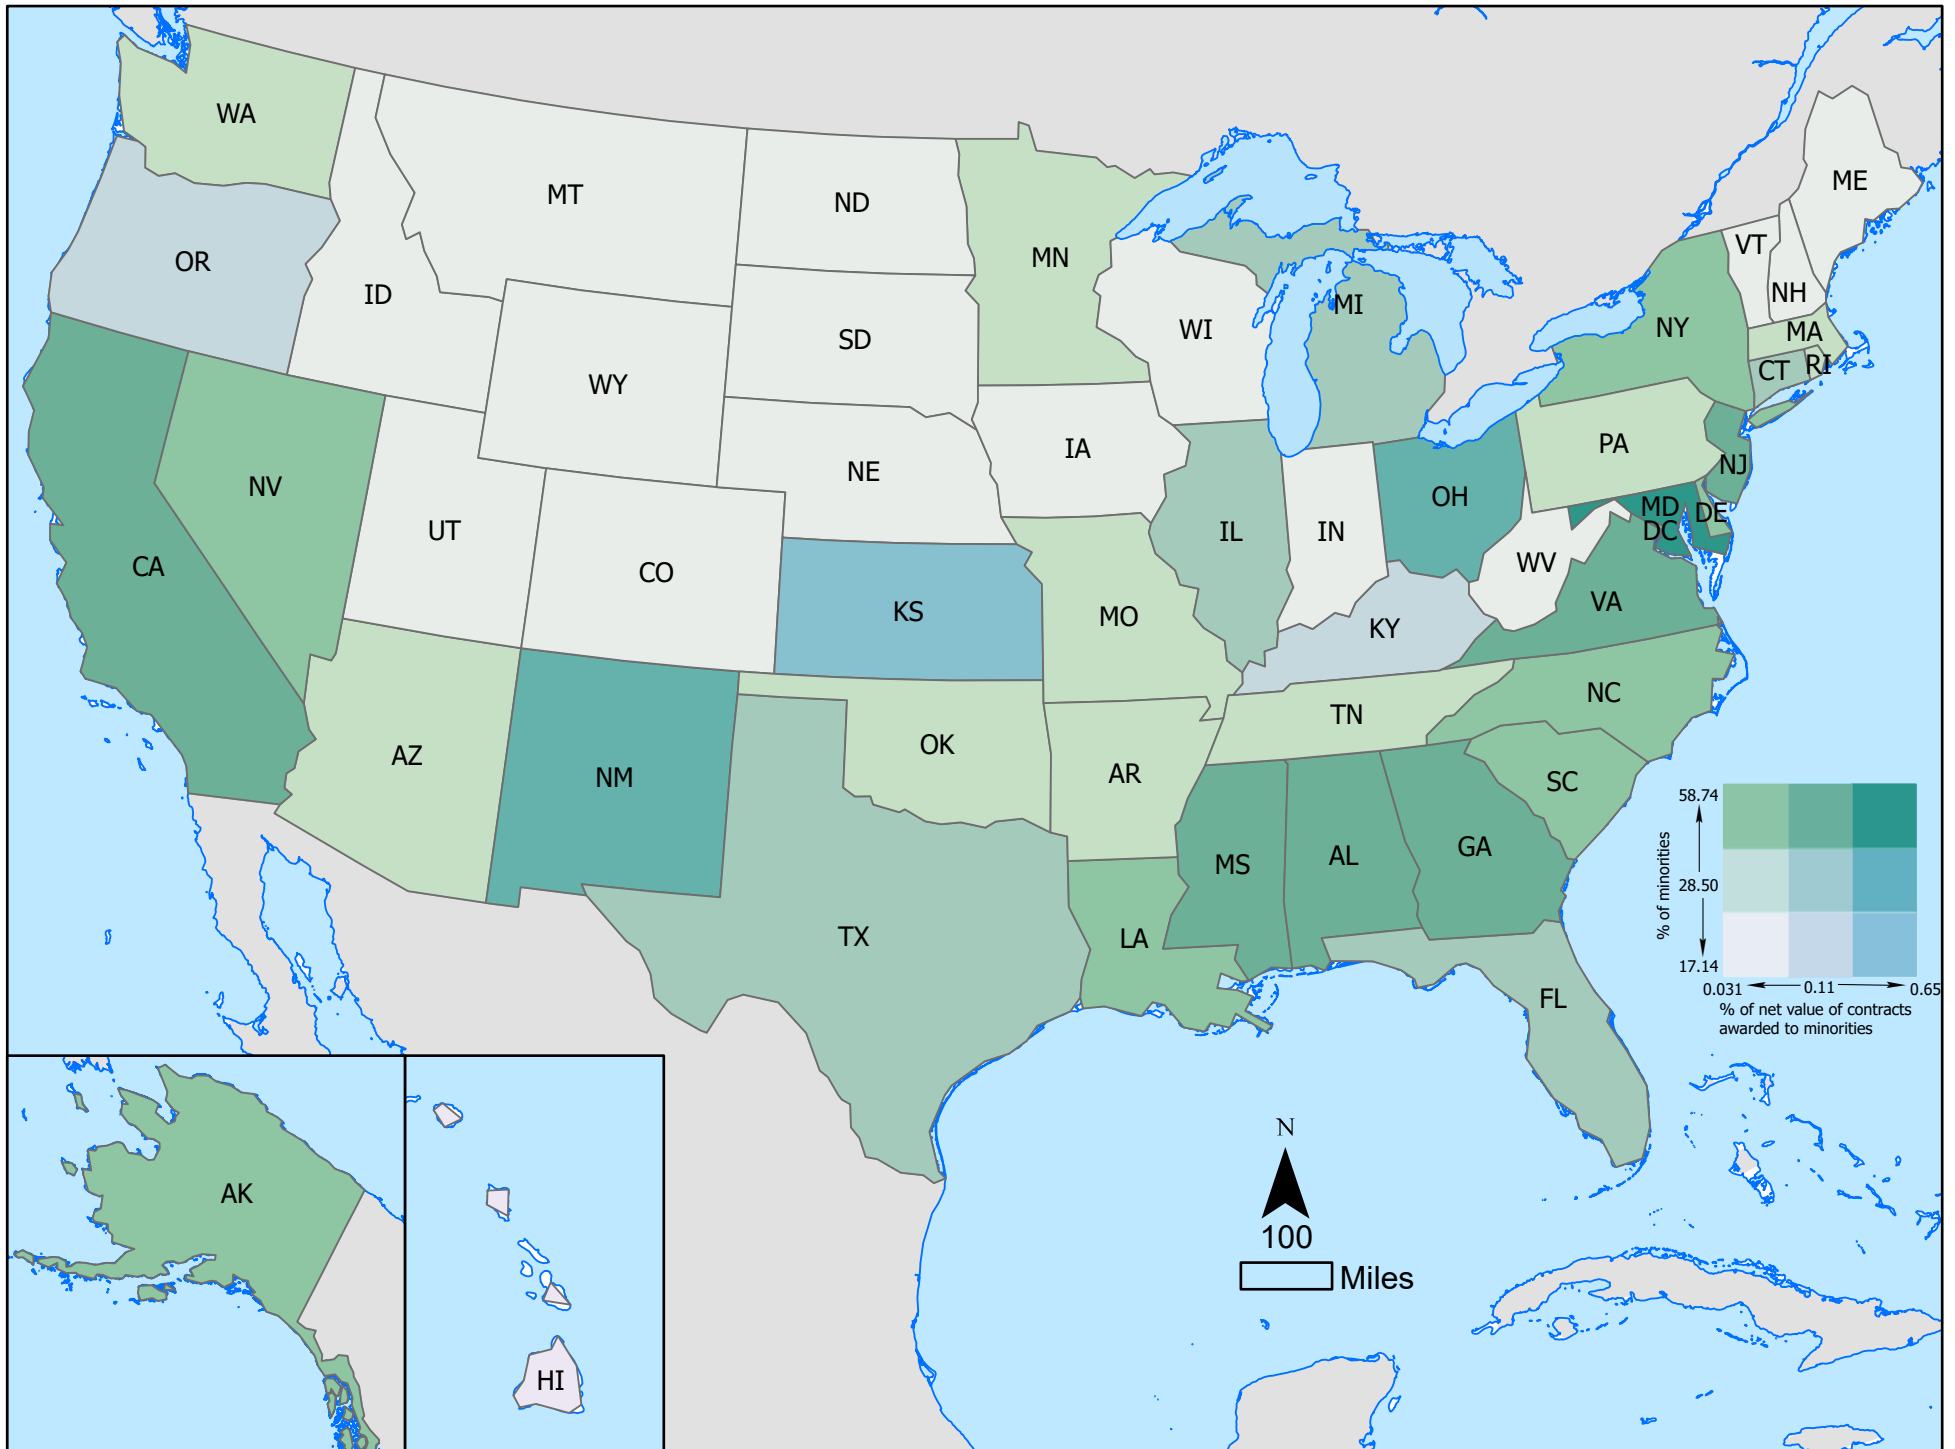 WA
MT
ND
MN
ME
OR
ID
VT
NH
MI
NY
WI
MA
SD
CT
RI
WY
IA
PA
NE
NJ
NV
OH
MD
DE
DC
UT
IL
IN
WV
CA
CO
KS
MO
KY
VA
NC
TN
AZ
OK
NM
AR
SC
MS
AL
GA
TX
LA
FL
58.74
28.50
17.14
% of minorities
0.031
0.11
0.65
% of net value of contracts
awarded to minorities
N
100
Miles
AK
HI